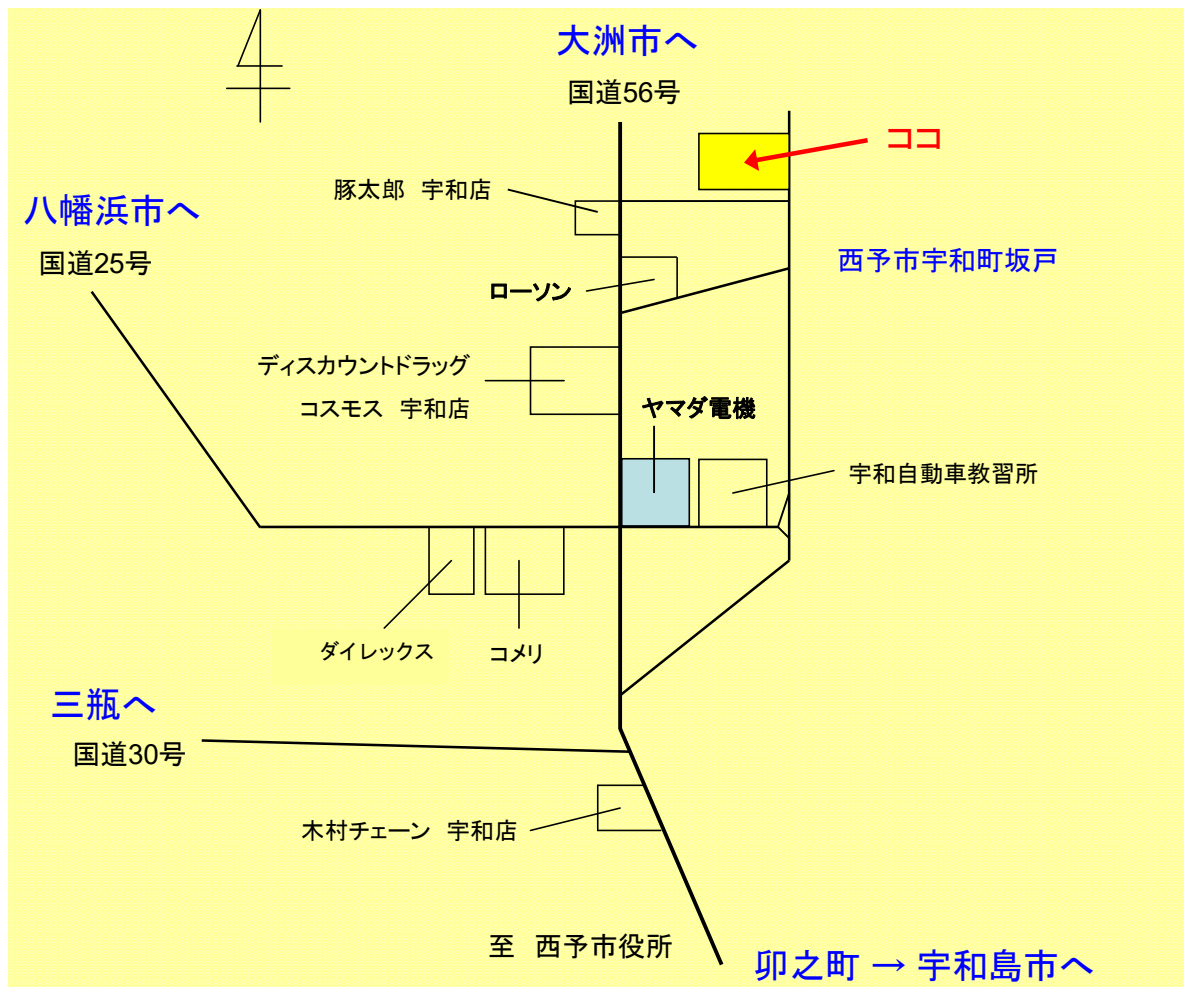 大洲市へ
国道56号
ココ
豚太郎 宇和店
八幡浜市へ
国道25号
西予市宇和町坂戸
ローソン
ディスカウントドラッグ
コスモス 宇和店
ヤマダ電機
宇和自動車教習所
ダイレックス
コメリ
三瓶へ
国道30号
木村チェーン 宇和店
至 西予市役所
卯之町 → 宇和島市へ